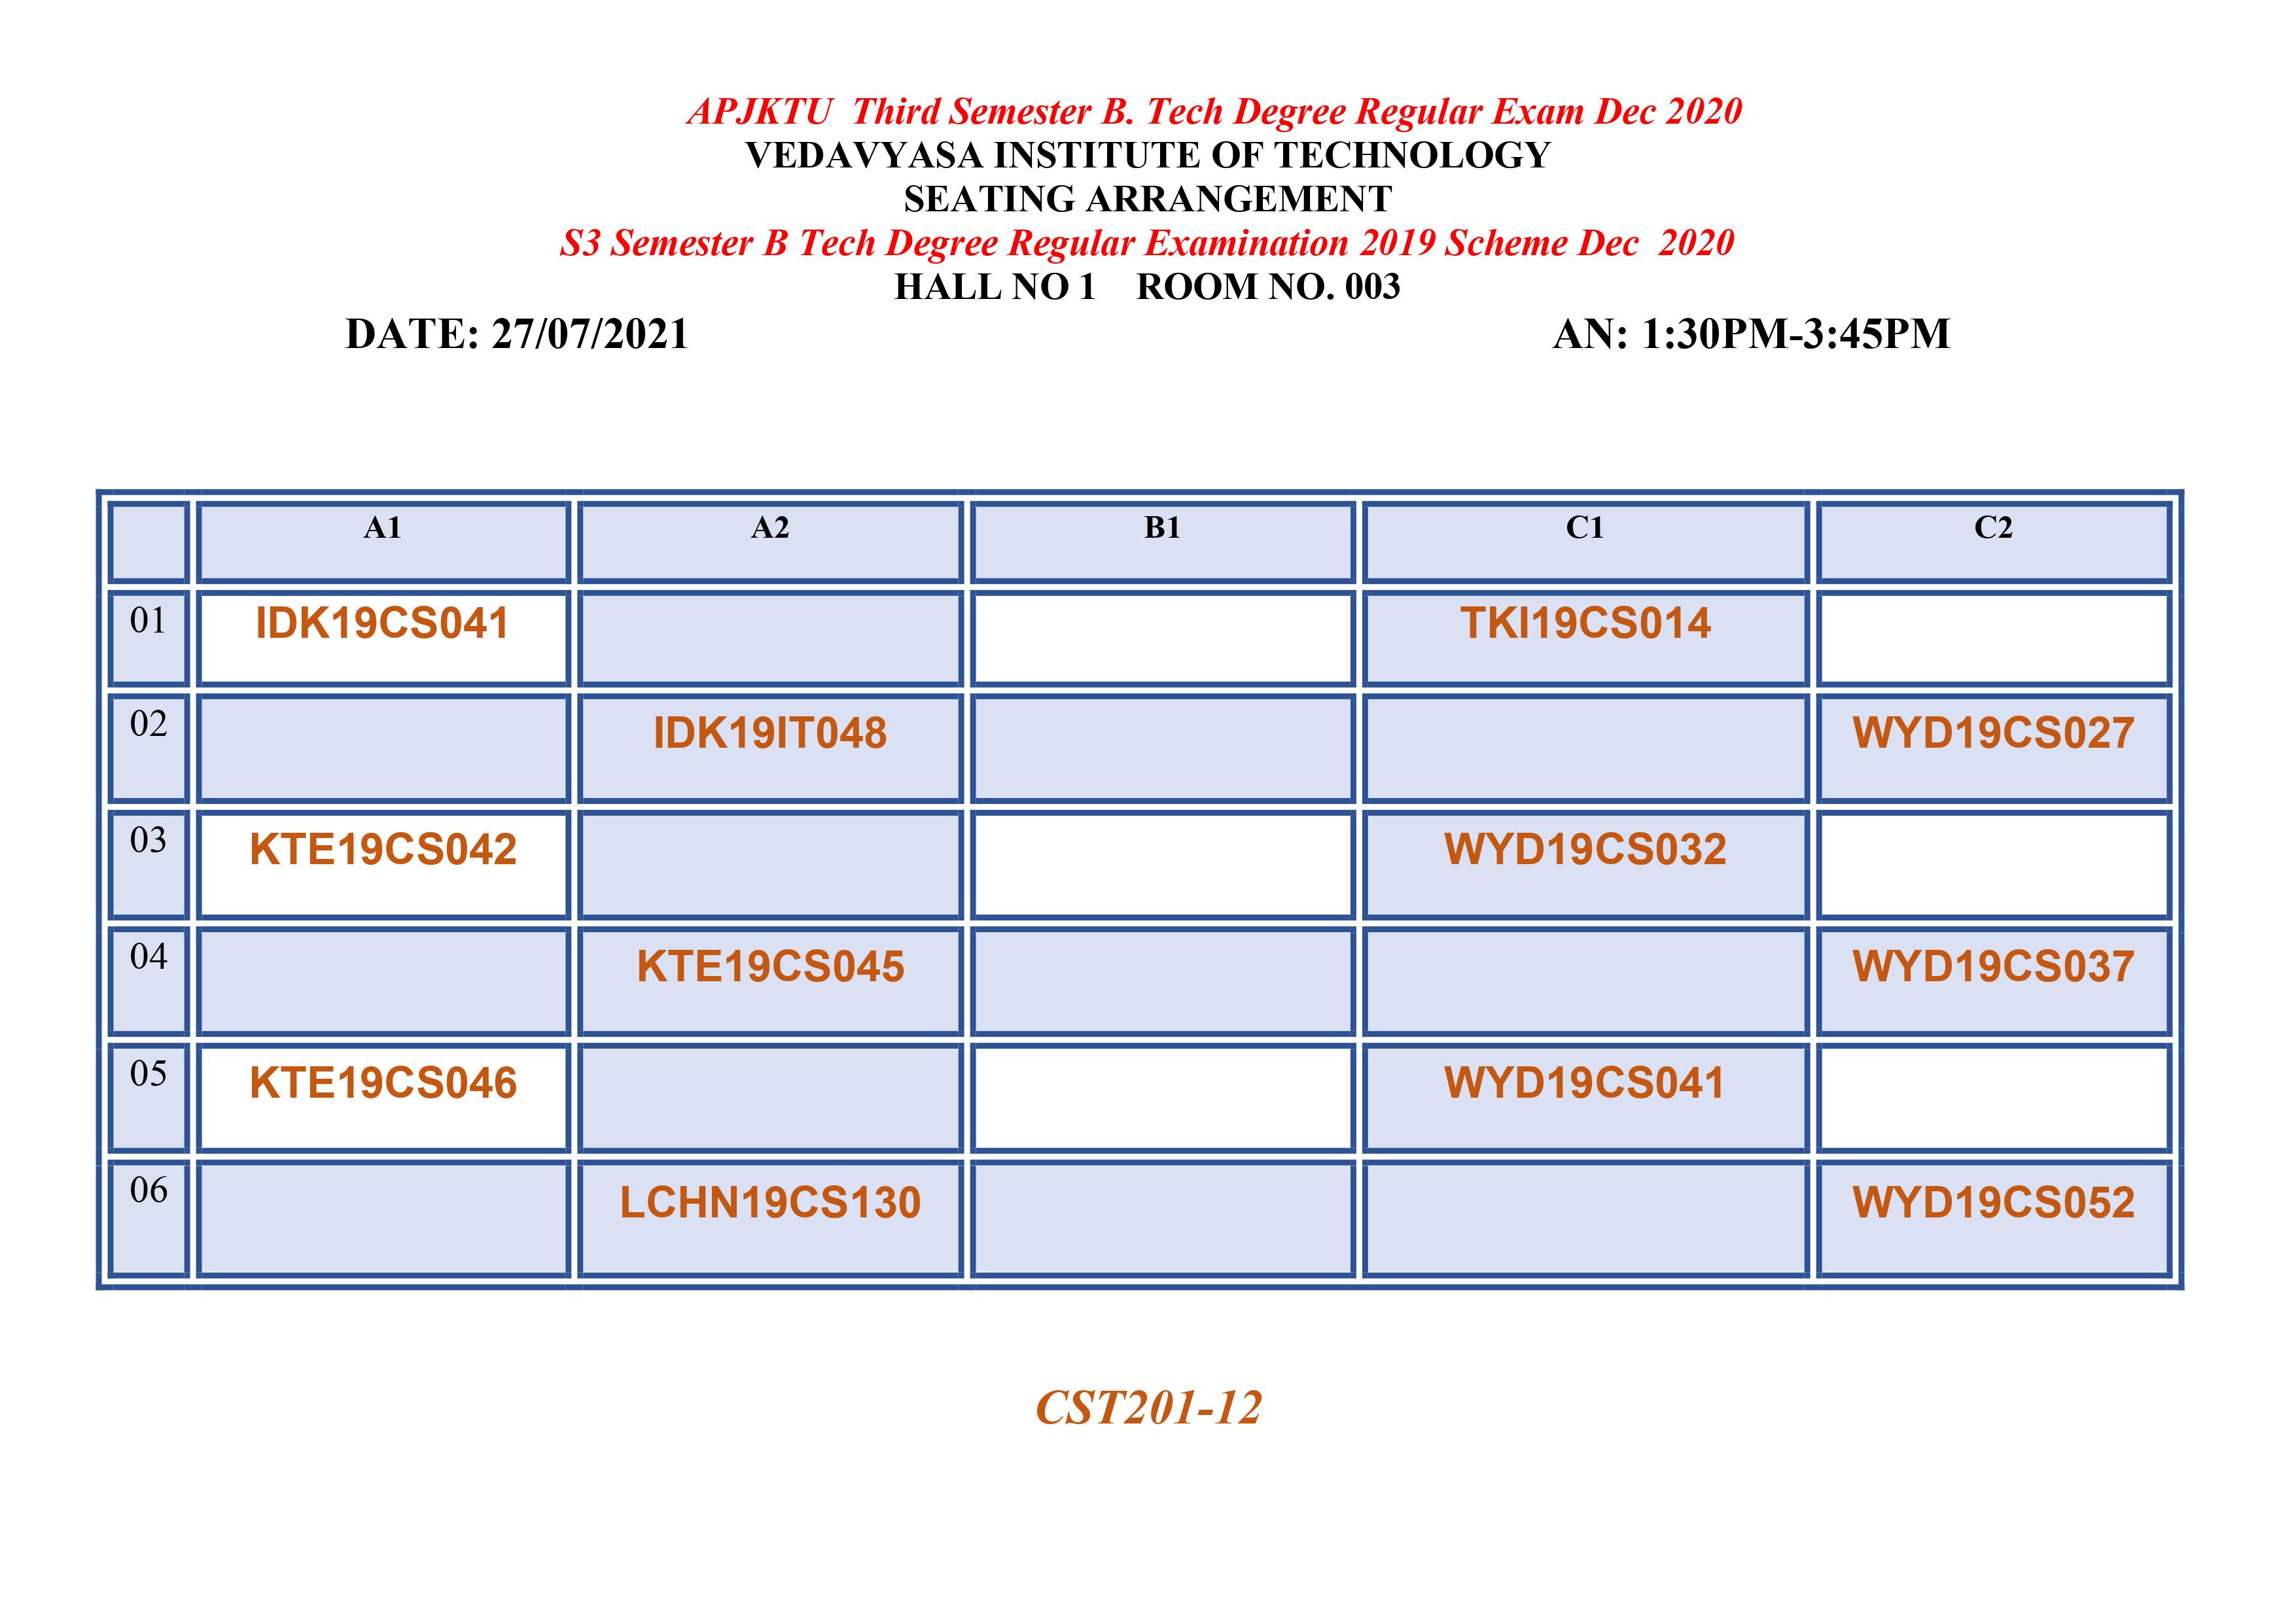 APJKTU  Third Semester B. Tech Degree Regular Exam Dec 2020
VEDAVYASA INSTITUTE OF TECHNOLOGY
SEATING ARRANGEMENT
S3 Semester B Tech Degree Regular Examination 2019 Scheme Dec  2020
HALL NO 1    ROOM NO. 003
DATE: 27/07/2021    AN: 1:30PM-3:45PM
A1 A2 B1 C1 C2
01 IDK19CS041 TKI19CS014
02 IDK19IT048 WYD19CS027
03 KTE19CS042 WYD19CS032
04 KTE19CS045 WYD19CS037
05 KTE19CS046 WYD19CS041
06 LCHN19CS130 WYD19CS052
CST201-12